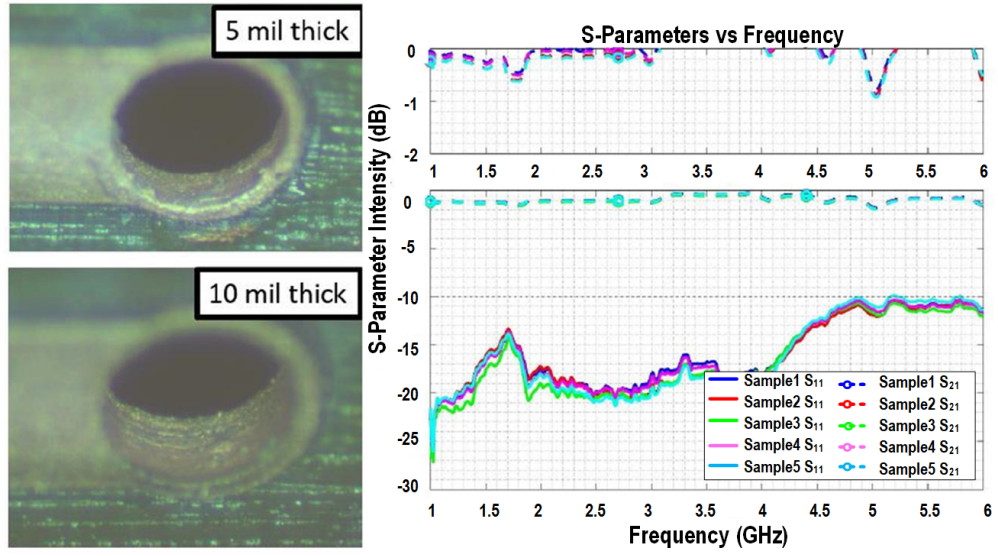 5 mil thick
10 mil thick
S-Parameters vs Frequency
S-Parameter Intensity (dB)
0
-1
-2
1 1.5 2 2.5 3 3.5 4 4.5 5 5.5 6
0
-5
-10
-15
-20
-25
-30
Sample1 S11 Sample1 S21
Sample2 S11 Sample2 S21
Sample3 S11 Sample3 S21
Sample4 S11 Sample4 S21
Sample5 S11 Sample5 S21
1 1.5 2 2.5 3 3.5 4 4.5 5 5.5 6
Frequency (GHz)